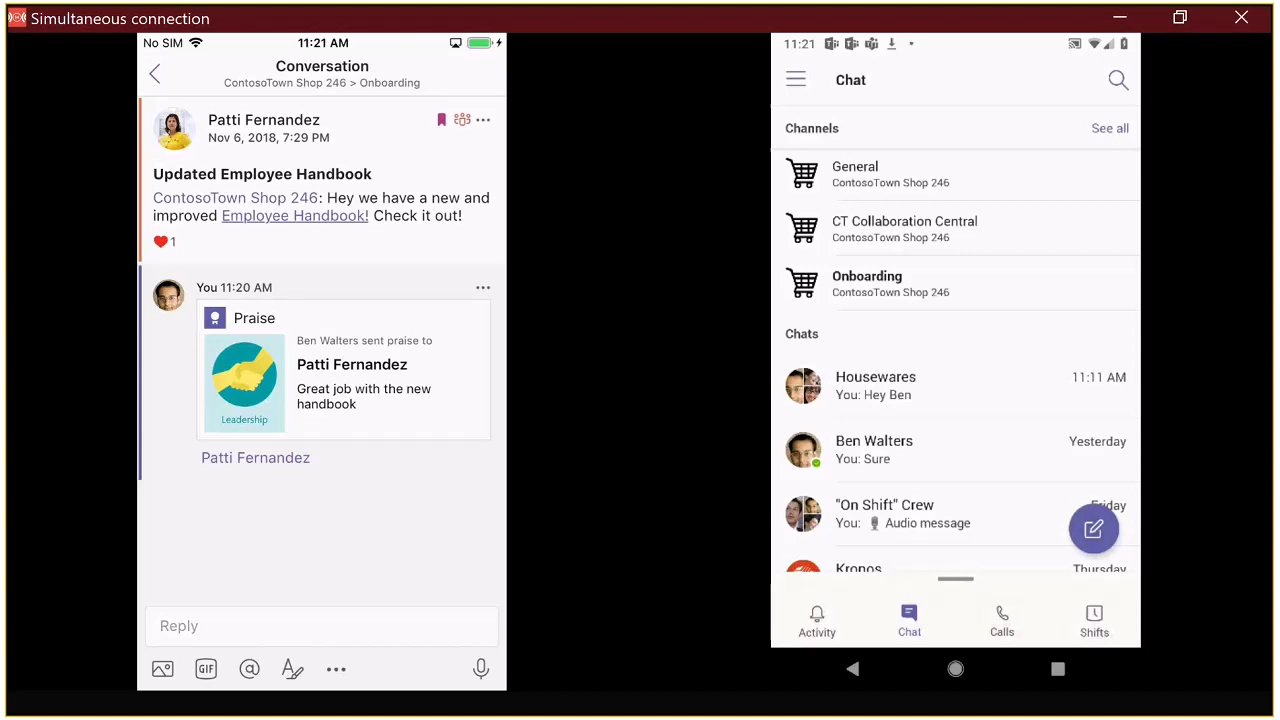 Simultaneous connection
No SIM
11:21 AM
Conversation
ContosoTown Shop 246 > Onboarding
Patti Fernandez
Nov 6, 2018, 7:29 PM
Updated Employee Handbook
ContosoTown Shop 246: Hey we have a new and
improved Employee Handbook! Check it out!
1
You 11:20 AM
Praise
Ben Walters sent praise to
Patti Fernandez
Great job with the new
handbook
Leadership
Patti Fernandez
Reply
GIF
11:21
Chat
Channels
See all
General
ContosoTown Shop 246
CT Collaboration Central
ContosoTown Shop 246
Onboarding
ContosoTown Shop 246
Chats
Housewares
11:11 AM
You: Hey Ben
Ben Walters
Yesterday
You: Sure
"On Shift" Crew
Friday
You: Audio message
Kronos
Thursday
Activity
Chat
Calls
Shifts